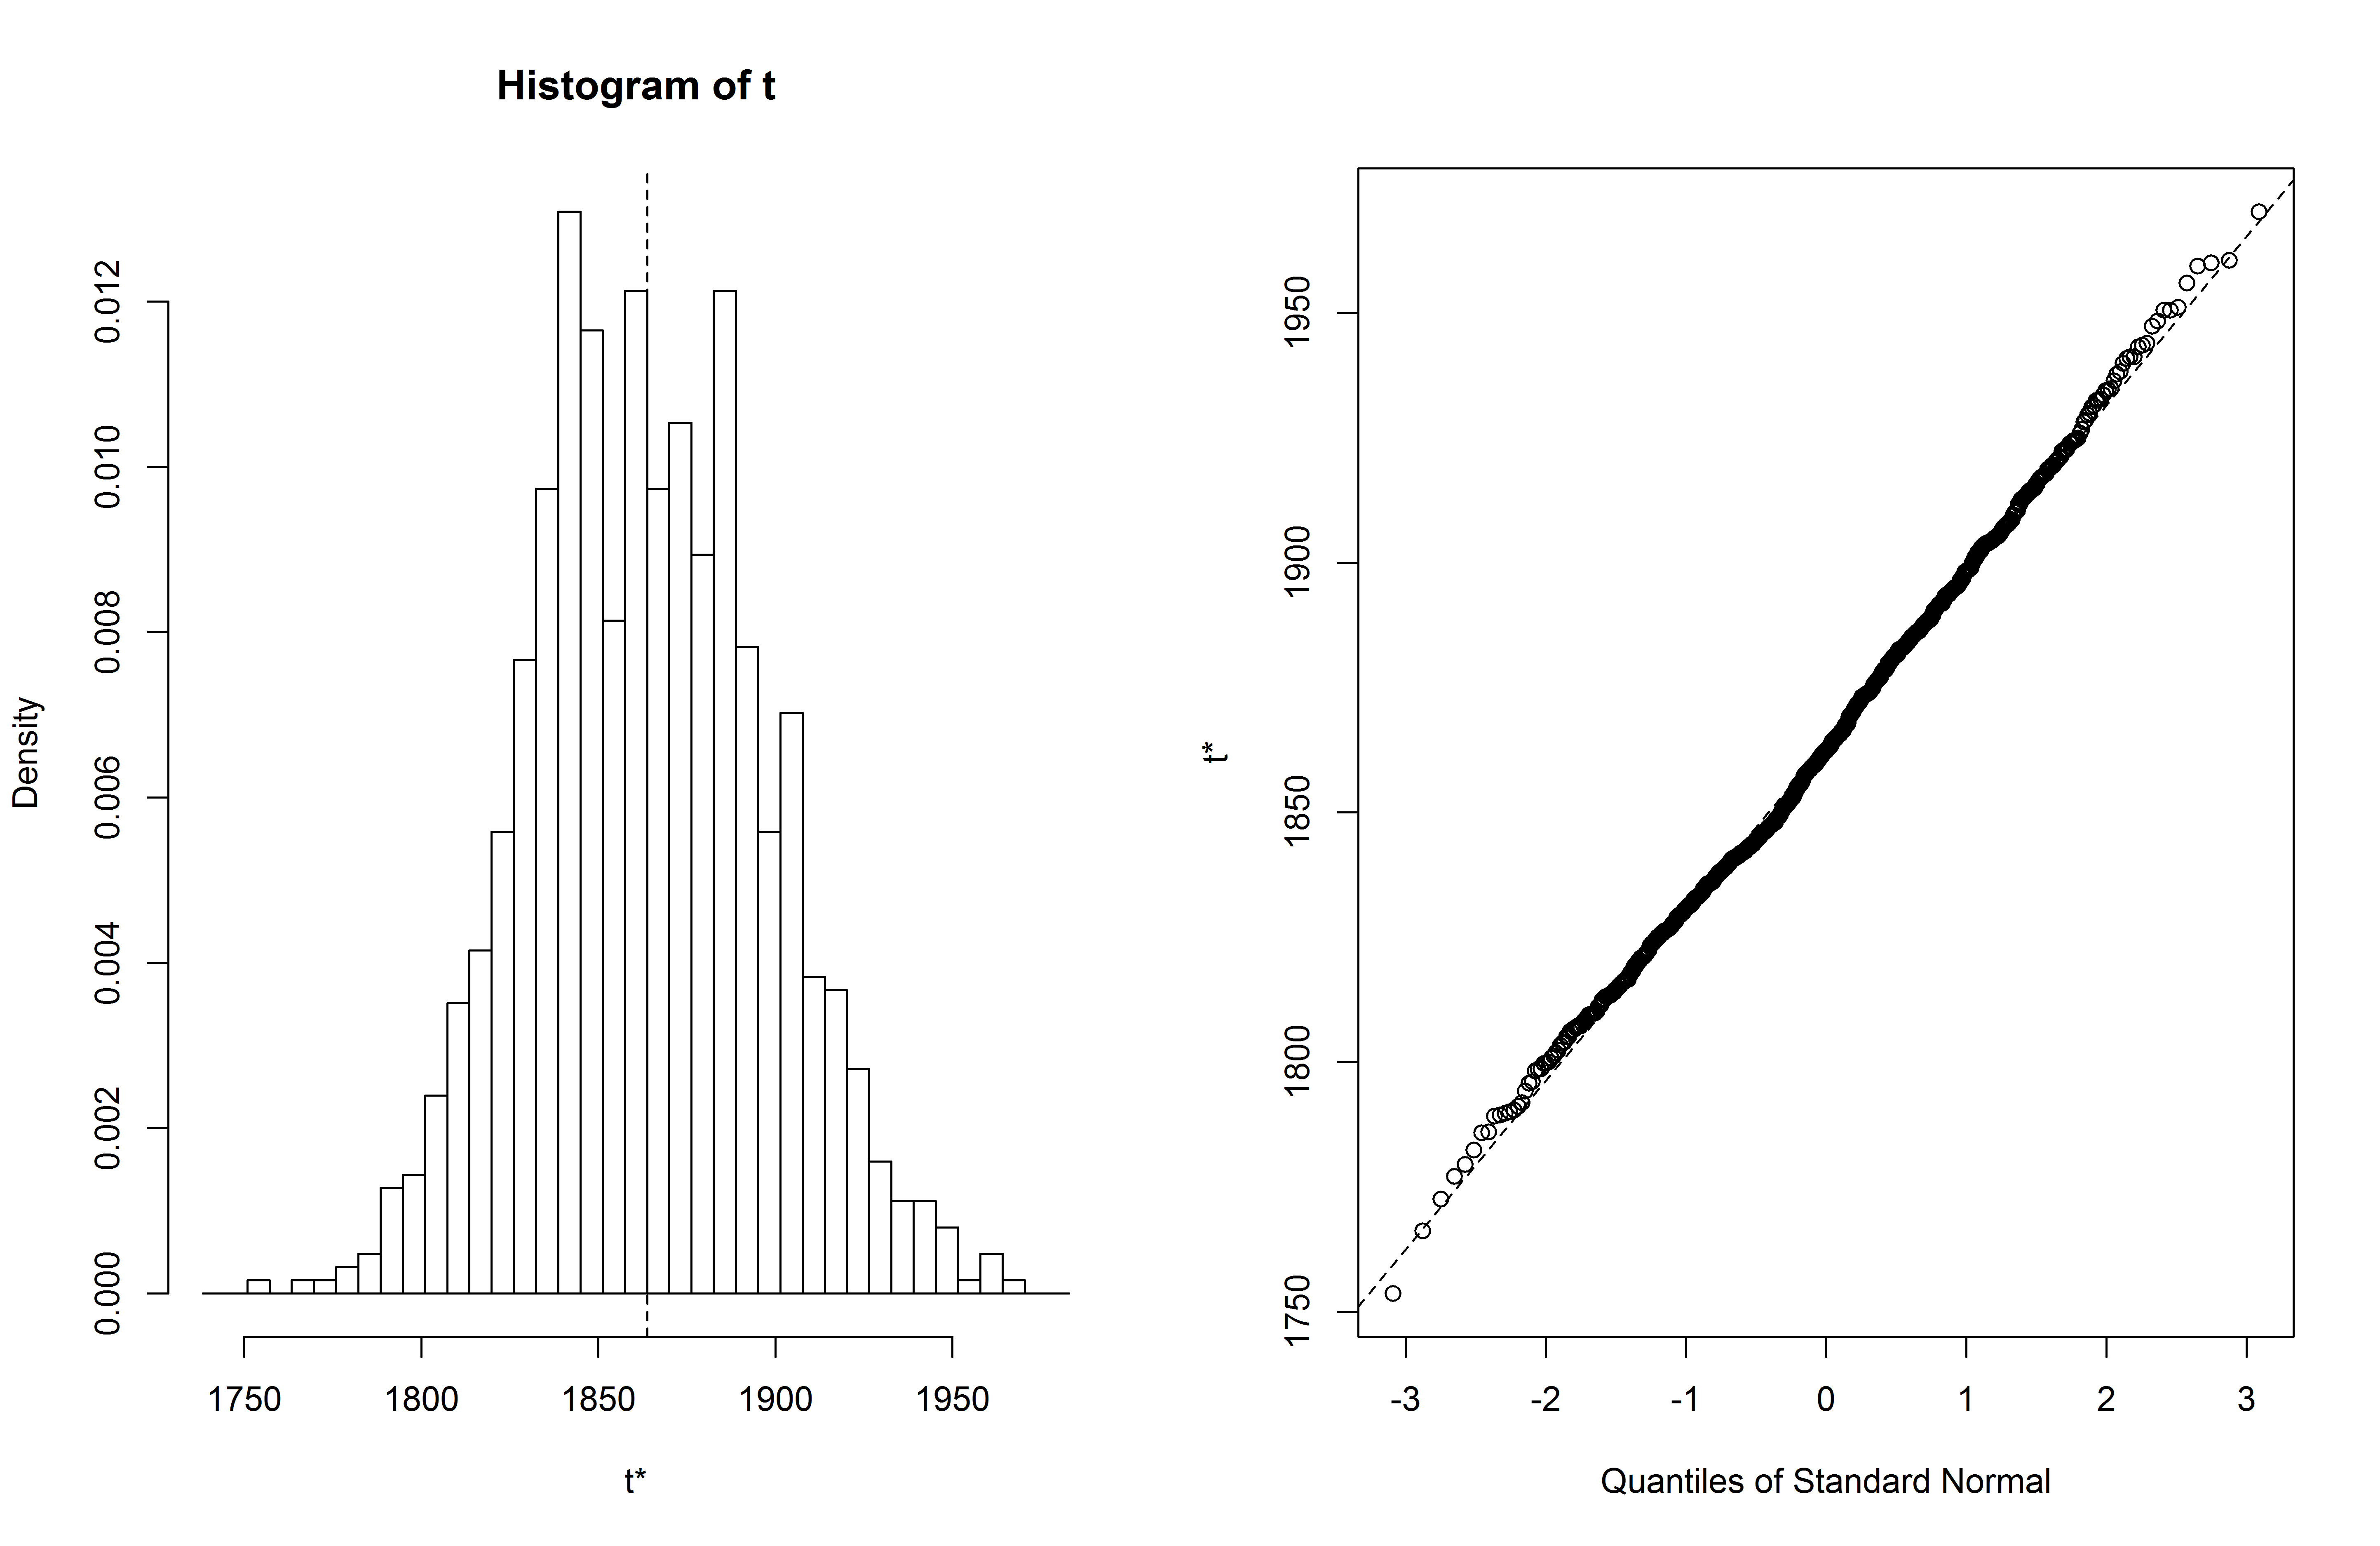 Histogram of t
Density
0.000 0.002 0.004 0.006 0.008 0.010 0.012
1750 1800 1850 1900 1950
t*
t*
1750 1800 1850 1900 1950
-3 -2 -1 0 1 2 3
Quantiles of Standard Normal